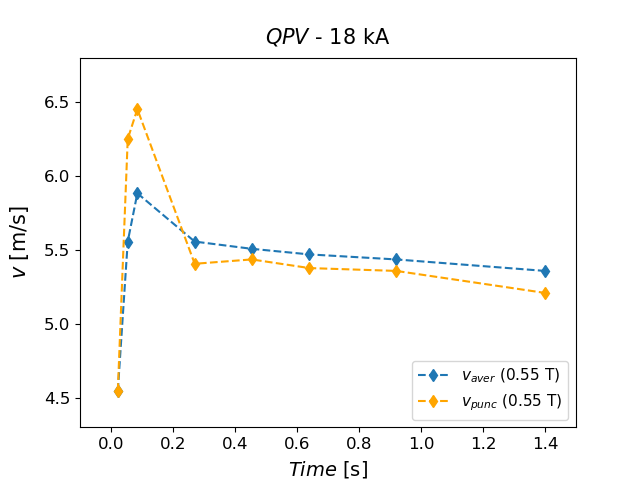 QPV - 18 kA
6.5
6.0
5.5
5.0
4.5
v [m/s]
0.0 0.2 0.4 0.6 0.8 1.0 1.2 1.4
Time [s]
v_aver (0.55 T)
v_punc (0.55 T)